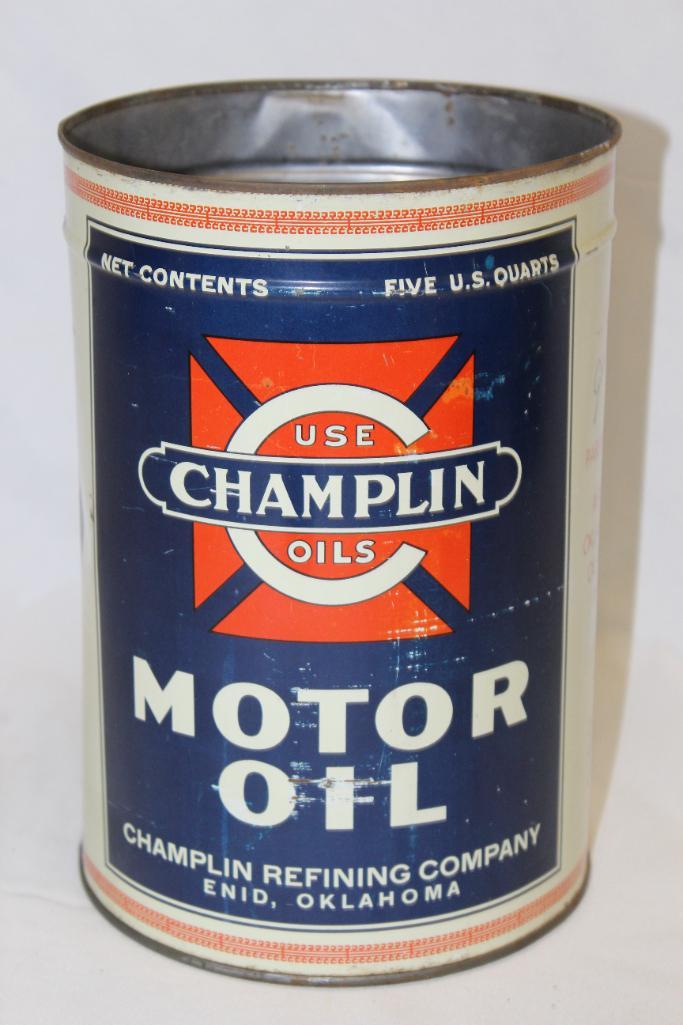 NET CONTENTS FIVE U.S. QUARTS
USE
CHAMPLIN
OILS
MOTOR
OIL
CHAMPLIN REFINING COMPANY
ENID, OKLAHOMA